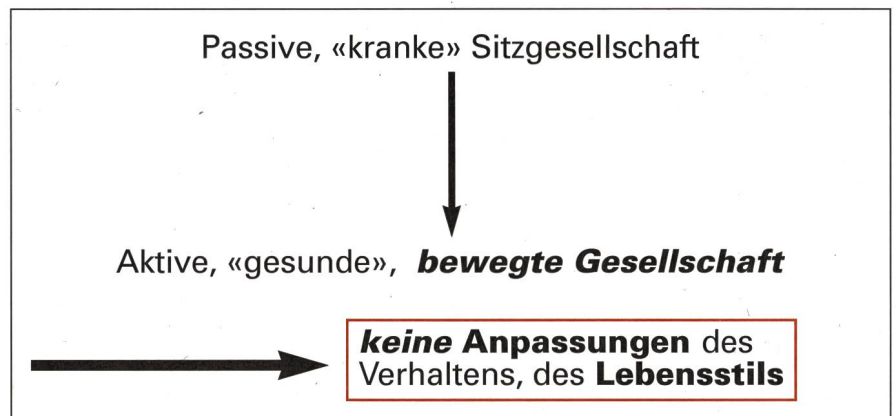 Passive, «kranke» Sitzgesellschaft
Aktive, «gesunde», bewegte Gesellschaft
keine Anpassungen des
Verhaltens, des Lebensstils